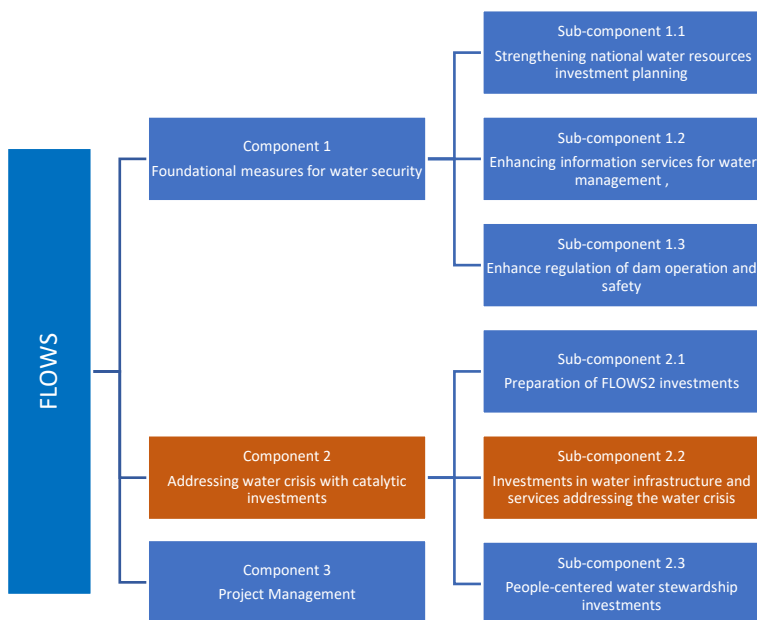 FLOWS
Component 1
Foundational measures for water security
Sub-component 1.1
Strengthening national water resources
investment planning
Sub-component 1.2
Enhancing information services for water
management ,
Sub-component 1.3
Enhance regulation of dam operation and
safety
Component 2
Addressing water crisis with catalytic
investments
Sub-component 2.1
Preparation of FLOWS2 investments
Sub-component 2.2
Investments in water infrastructure and
services addressing the water crisis
Sub-component 2.3
People-centered water stewardship
investments
Component 3
Project Management